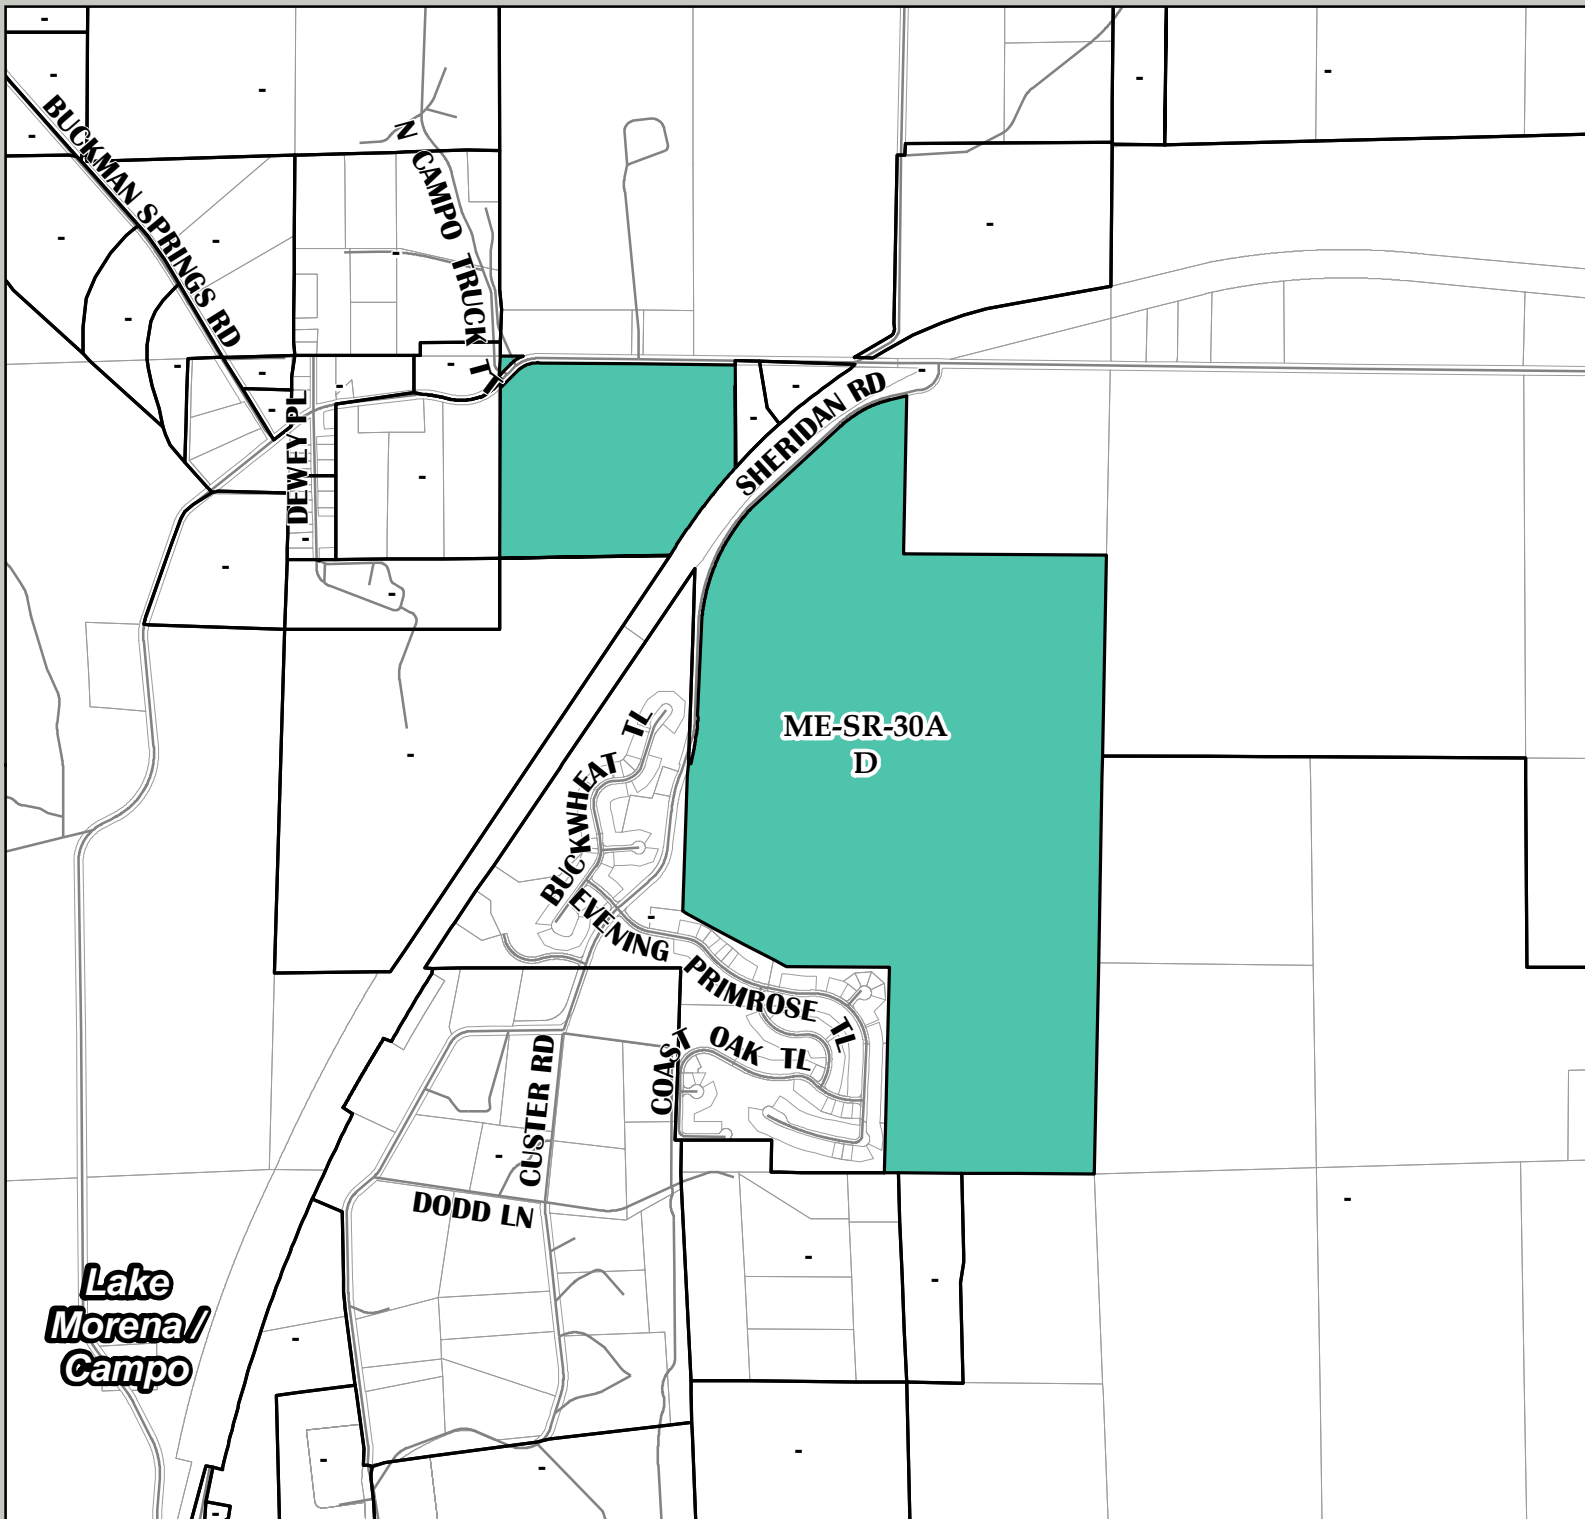 BUCKMAN SPRINGS RD
N CAMPO TRUCK TL
DEWEY PL
SHERIDAN RD
ME-SR-30A
D
BUCKWHEAT TL
EVENING PRIMROSE TL
COAST OAK TL
CUSTER RD
DODD LN
Lake
Morena /
Campo